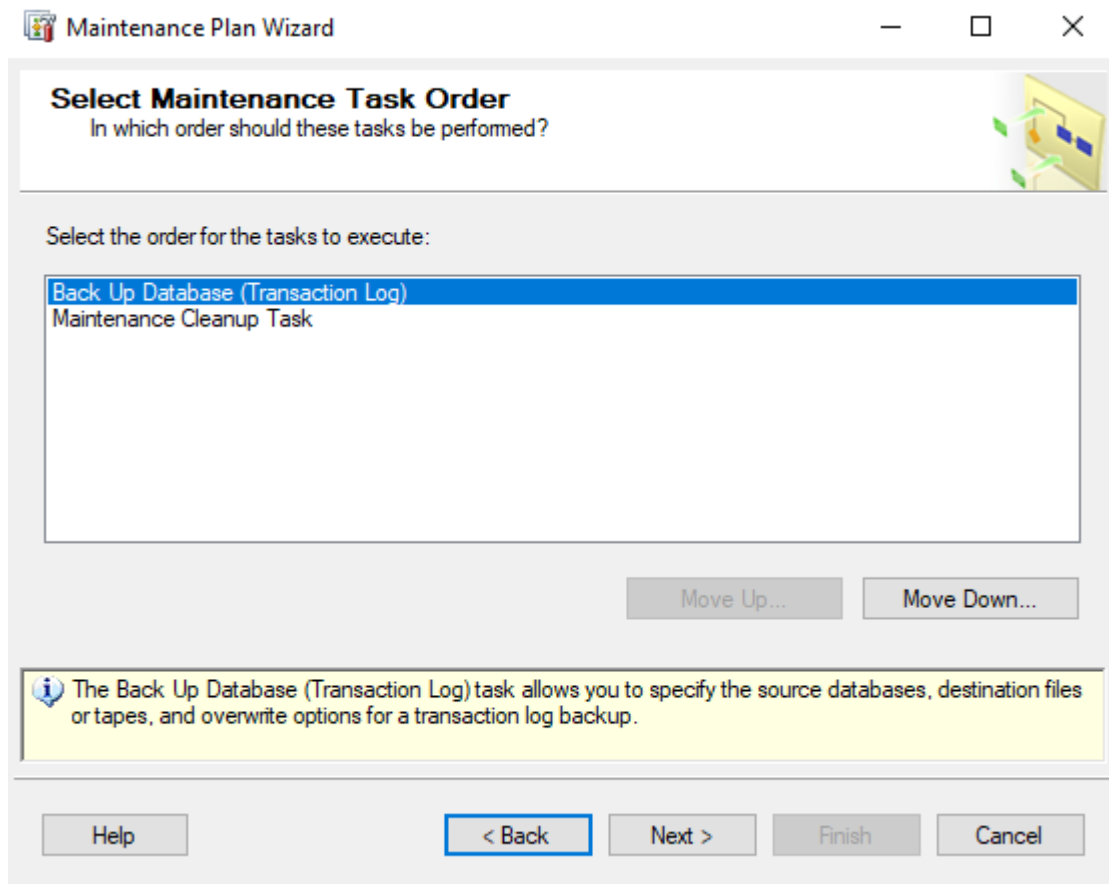 Maintenance Plan Wizard
Select Maintenance Task Order
In which order should these tasks be performed?
Select the order for the tasks to execute:
Back Up Database (Transaction Log)
Maintenance Cleanup Task
Move Up...
Move Down...
The Back Up Database (Transaction Log) task allows you to specify the source databases, destination files
or tapes, and overwrite options for a transaction log backup.
Help
< Back
Next >
Finish
Cancel